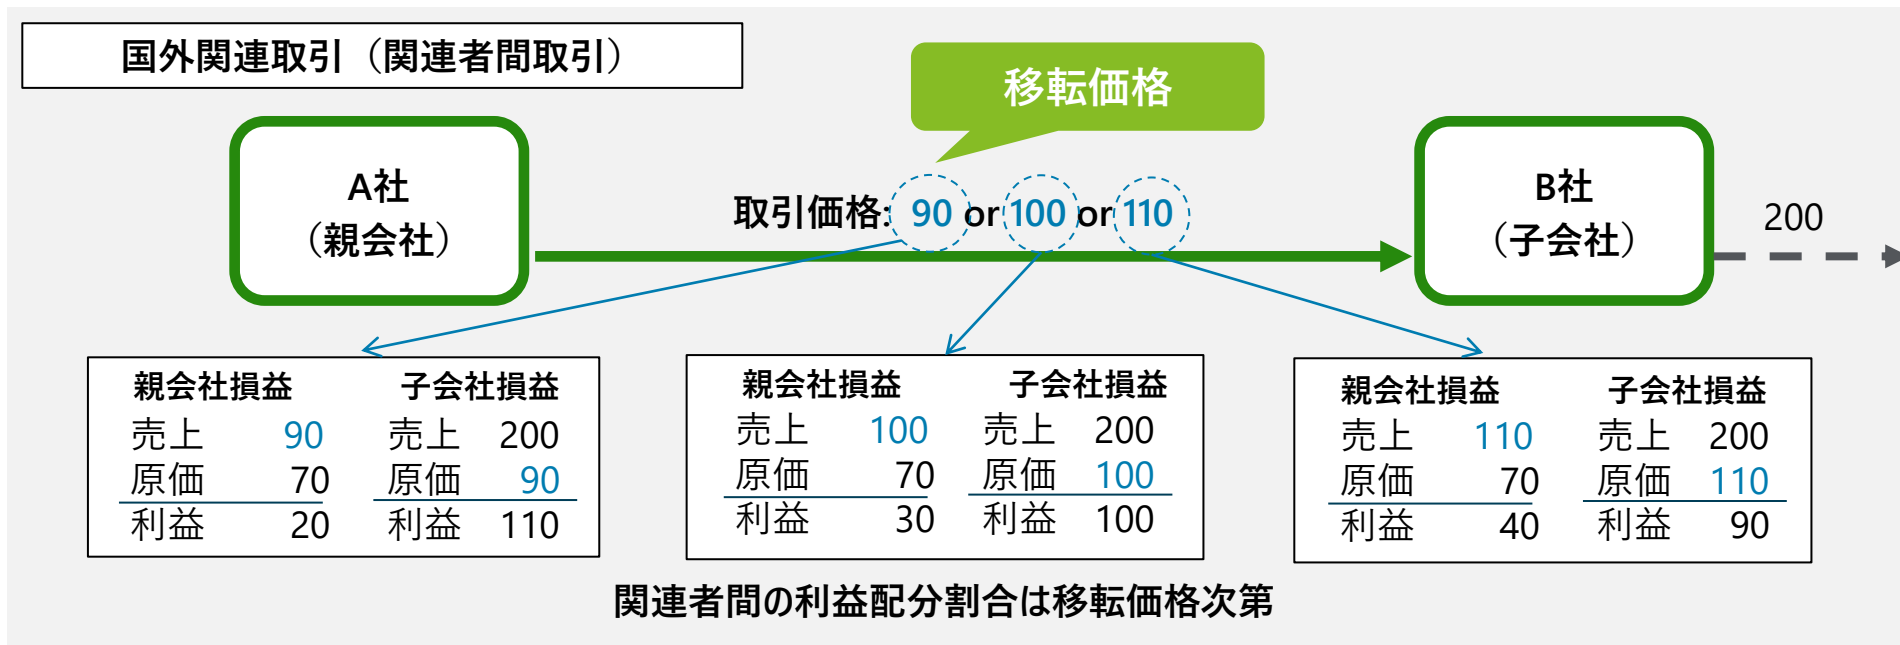 国外関連取引（関連者間取引）
移転価格
A社
（親会社）
取引価格: 90 or 100 or 110
B社
（子会社）
200
親会社損益 子会社損益
売上 90 売上 200
原価 70 原価 90
利益 20 利益 110
親会社損益 子会社損益
売上 100 売上 200
原価 70 原価 100
利益 30 利益 100
親会社損益 子会社損益
売上 110 売上 200
原価 70 原価 110
利益 40 利益 90
関連者間の利益配分割合は移転価格次第